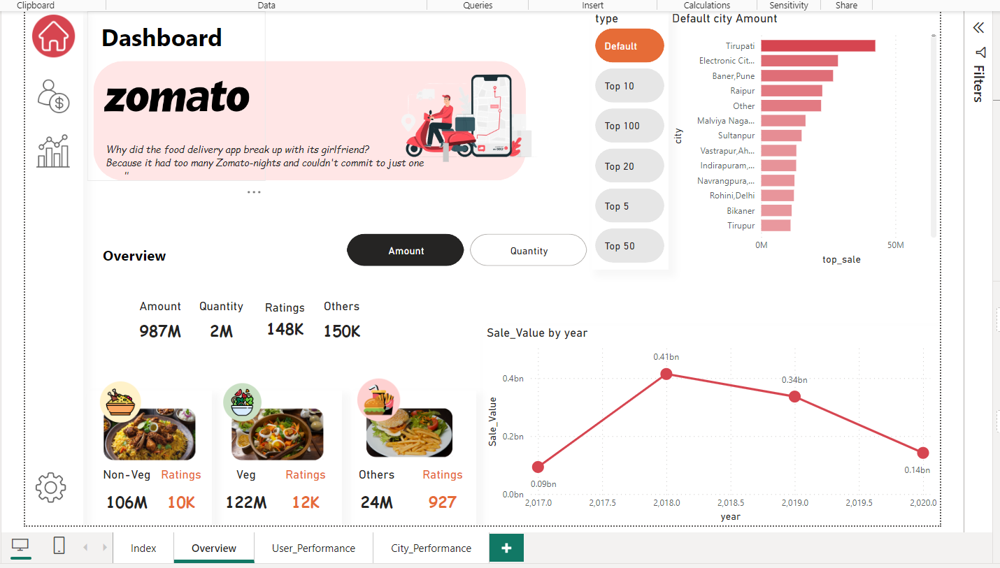 Clipboard
Data
Queries
Insert
Calculations
Sensitivity
Share
Dashboard
zomato
Why did the food delivery app break up with its girlfriend?
Because it had too many Zomato-nights and couldn't commit to just one
"
type
Default
Top 10
Top 100
Top 20
Top 5
Top 50
Default city Amount
city
Tirupati
Electronic Cit...
Baner,Pune
Raipur
Other
Malviya Naga...
Sultanpur
Vastrapur,Ah...
Indirapuram,...
Navrangpura,...
Rohini,Delhi
Bikaner
Tirupur
0M
50M
top_sale
Filters
Overview
Amount
Quantity
Amount
Quantity
Ratings
Others
987M
2M
148K
150K
Non-Veg
Ratings
106M
10K
Veg
Ratings
122M
12K
Others
Ratings
24M
927
Sale_Value by year
Sale_Value
0.4bn
0.2bn
0.0bn
0.09bn
0.41bn
0.34bn
0.14bn
2,017.0
2,017.5
2,018.0
2,018.5
2,019.0
2,019.5
2,020.0
year
Index
Overview
User_Performance
City_Performance